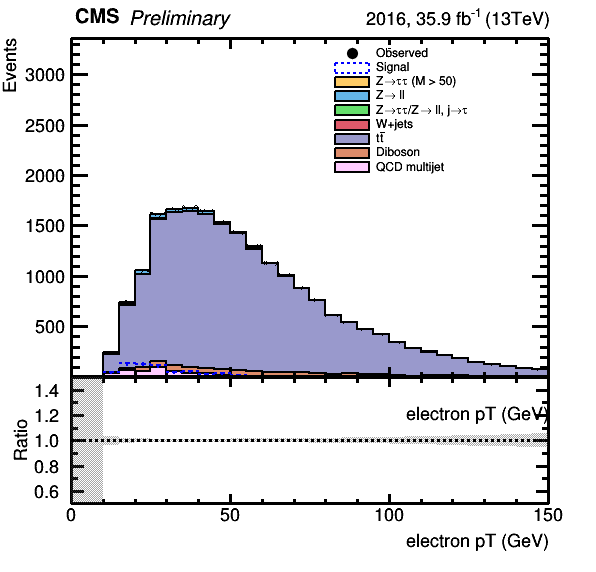 CMS Preliminary 2016, 35.9 fb⁻¹ (13TeV)
Events
3000
2500
2000
1500
1000
500
Observed
Signal
Z→ττ (M > 50)
Z→ ll
Z→ττ/Z→ ll, j→τ
W+jets
tt̄
Diboson
QCD multijet
electron pT (GeV)
Ratio
1.4
1.2
1.0
0.8
0.6
0 50 100 150
electron pT (GeV)